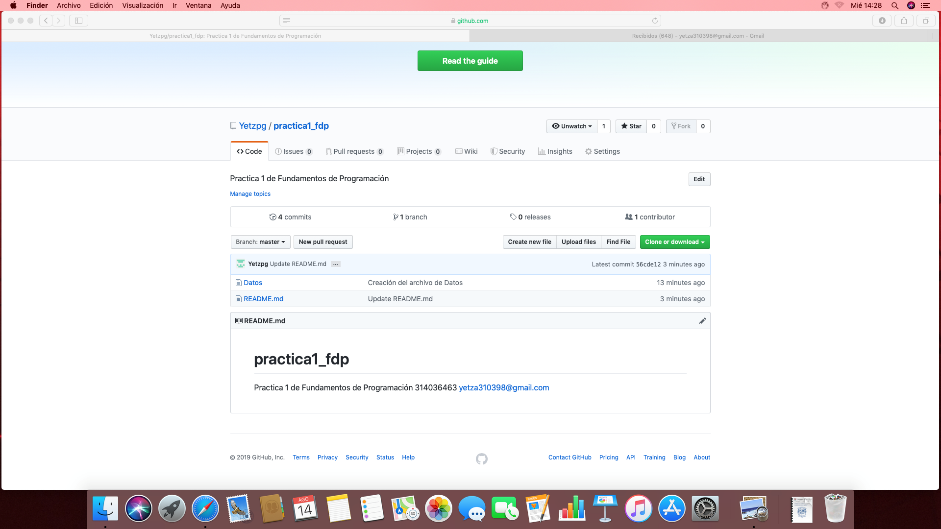 Finder Archivo Edición Visualización Ir Ventana Ayuda Mié 14:28
github.com
Yetzpg/practica1_fdp: Practica 1 de Fundamentos de Programación Recibidos (646) - yetza310398@gmail.com - Gmail
Read the guide
Yetzpg / practica1_fdp Unwatch 1 Star 0 Fork 0
Code Issues 0 Pull requests 0 Projects 0 Wiki Security Insights Settings
Practica 1 de Fundamentos de Programación Edit
Manage topics
4 commits 1 branch 0 releases 1 contributor
Branch: master New pull request Create new file Upload files Find File Clone or download
Yetzpg Update README.md ... Latest commit 56cde12 3 minutes ago
Datos Creación del archivo de Datos 13 minutes ago
README.md Update README.md 3 minutes ago
README.md
practica1_fdp
Practica 1 de Fundamentos de Programación 314036463 yetza310398@gmail.com
© 2019 GitHub, Inc. Terms Privacy Security Status Help Contact GitHub Pricing API Training Blog About
14